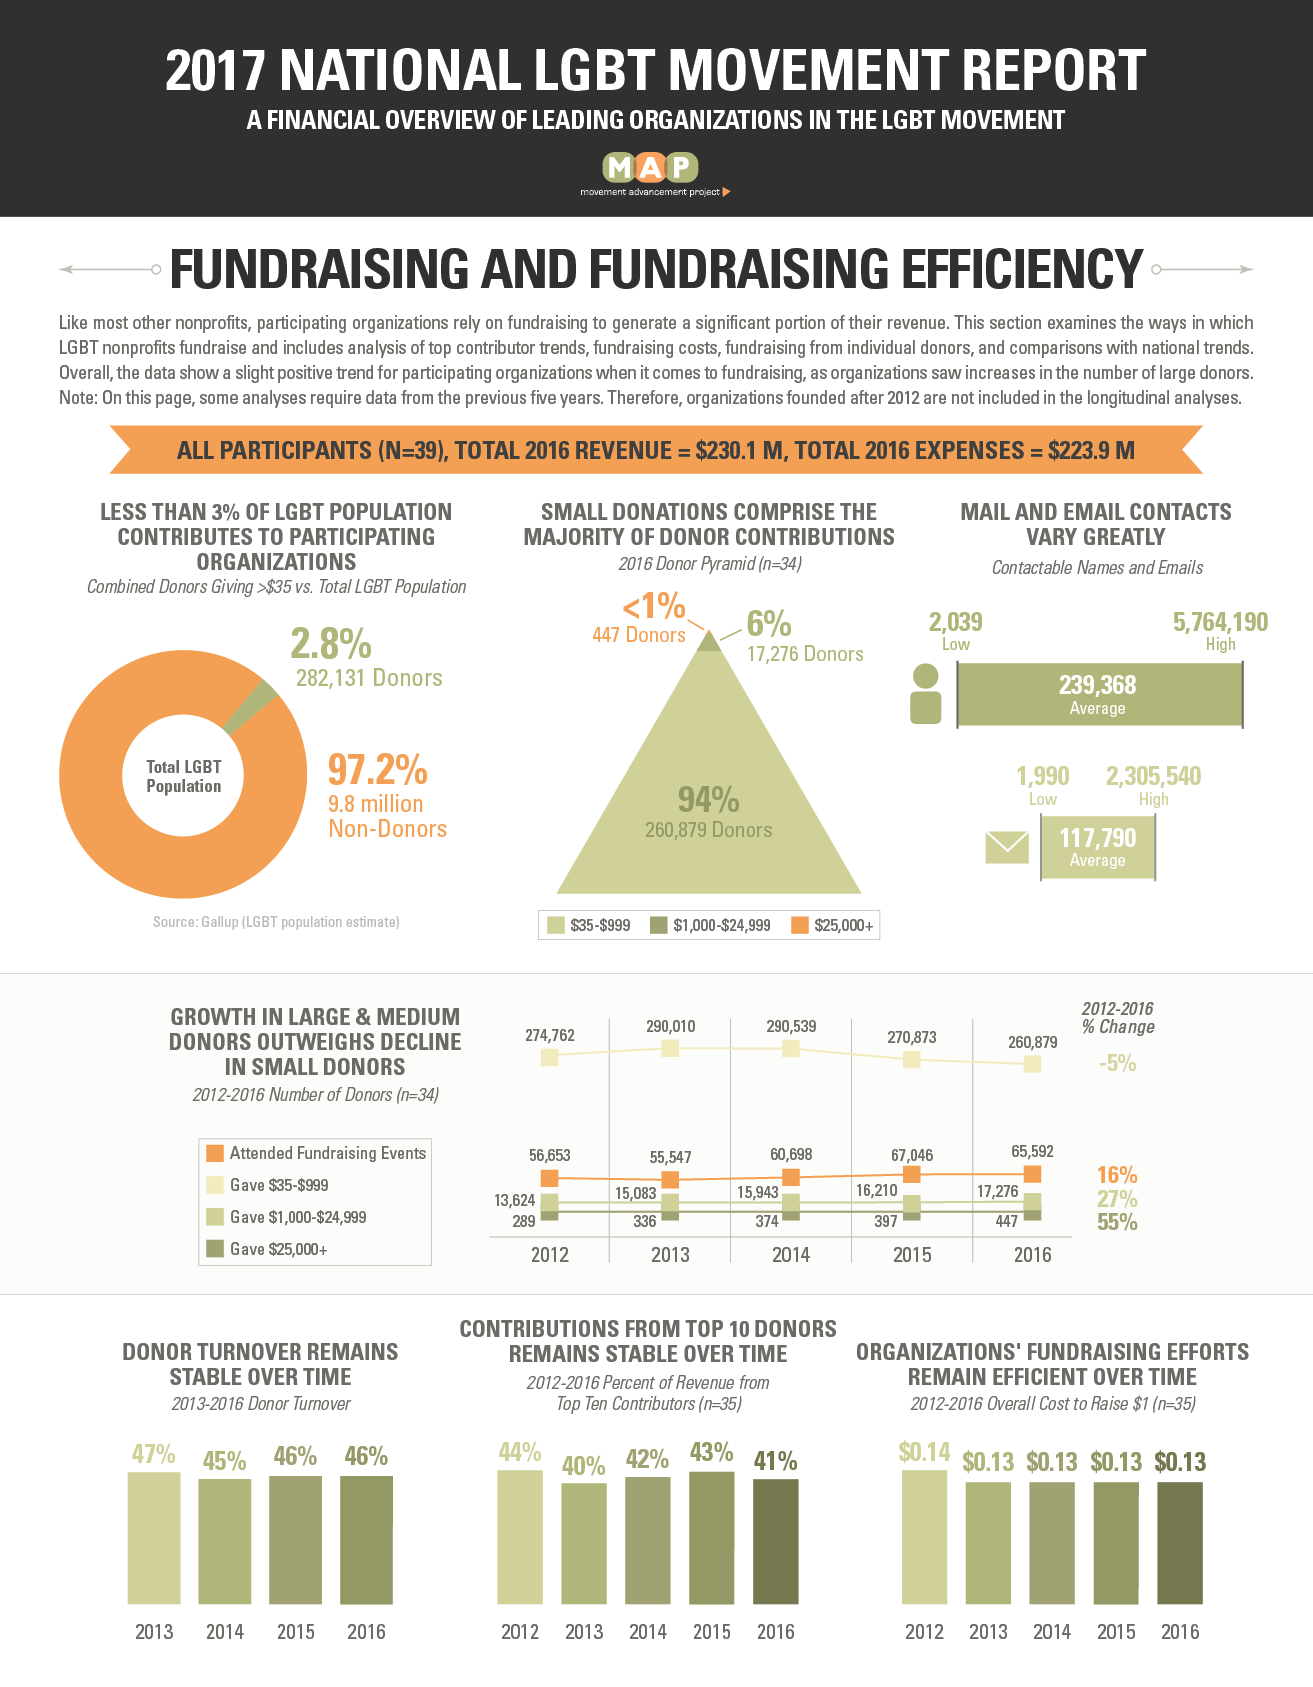 2017 NATIONAL LGBT MOVEMENT REPORT
A FINANCIAL OVERVIEW OF LEADING ORGANIZATIONS IN THE LGBT MOVEMENT
MAP
movement advancement project
FUNDRAISING AND FUNDRAISING EFFICIENCY
Like most other nonprofits, participating organizations rely on fundraising to generate a significant portion of their revenue. This section examines the ways in which
LGBT nonprofits fundraise and includes analysis of top contributor trends, fundraising costs, fundraising from individual donors, and comparisons with national trends.
Overall, the data show a slight positive trend for participating organizations when it comes to fundraising, as organizations saw increases in the number of large donors.
Note: On this page, some analyses require data from the previous five years. Therefore, organizations founded after 2012 are not included in the longitudinal analyses.
ALL PARTICIPANTS (N=39), TOTAL 2016 REVENUE = $230.1 M, TOTAL 2016 EXPENSES = $223.9 M
LESS THAN 3% OF LGBT POPULATION
CONTRIBUTES TO PARTICIPATING
ORGANIZATIONS
Combined Donors Giving >$35 vs. Total LGBT Population
2.8%
282,131 Donors
Total LGBT
Population
97.2%
9.8 million
Non-Donors
Source: Gallup (LGBT population estimate)
SMALL DONATIONS COMPRISE THE
MAJORITY OF DONOR CONTRIBUTIONS
2016 Donor Pyramid (n=34)
<1%
447 Donors
6%
17,276 Donors
94%
260,879 Donors
$35-$999 $1,000-$24,999 $25,000+
MAIL AND EMAIL CONTACTS
VARY GREATLY
Contactable Names and Emails
2,039 5,764,190
Low High
239,368
Average
1,990 2,305,540
Low High
117,790
Average
GROWTH IN LARGE & MEDIUM
DONORS OUTWEIGHS DECLINE
IN SMALL DONORS
2012-2016 Number of Donors (n=34)
Attended Fundraising Events
Gave $35-$999
Gave $1,000-$24,999
Gave $25,000+
2012-2016
% Change
274,762 290,010 290,539 270,873 260,879 -5%
56,653 55,547 60,698 67,046 65,592 16%
13,624 15,083 15,943 16,210 17,276 27%
289 336 374 397 447 55%
2012 2013 2014 2015 2016
DONOR TURNOVER REMAINS
STABLE OVER TIME
2013-2016 Donor Turnover
47% 45% 46% 46%
2013 2014 2015 2016
CONTRIBUTIONS FROM TOP 10 DONORS
REMAINS STABLE OVER TIME
2012-2016 Percent of Revenue from
Top Ten Contributors (n=35)
44% 40% 42% 43% 41%
2012 2013 2014 2015 2016
ORGANIZATIONS' FUNDRAISING EFFORTS
REMAIN EFFICIENT OVER TIME
2012-2016 Overall Cost to Raise $1 (n=35)
$0.14 $0.13 $0.13 $0.13 $0.13
2012 2013 2014 2015 2016